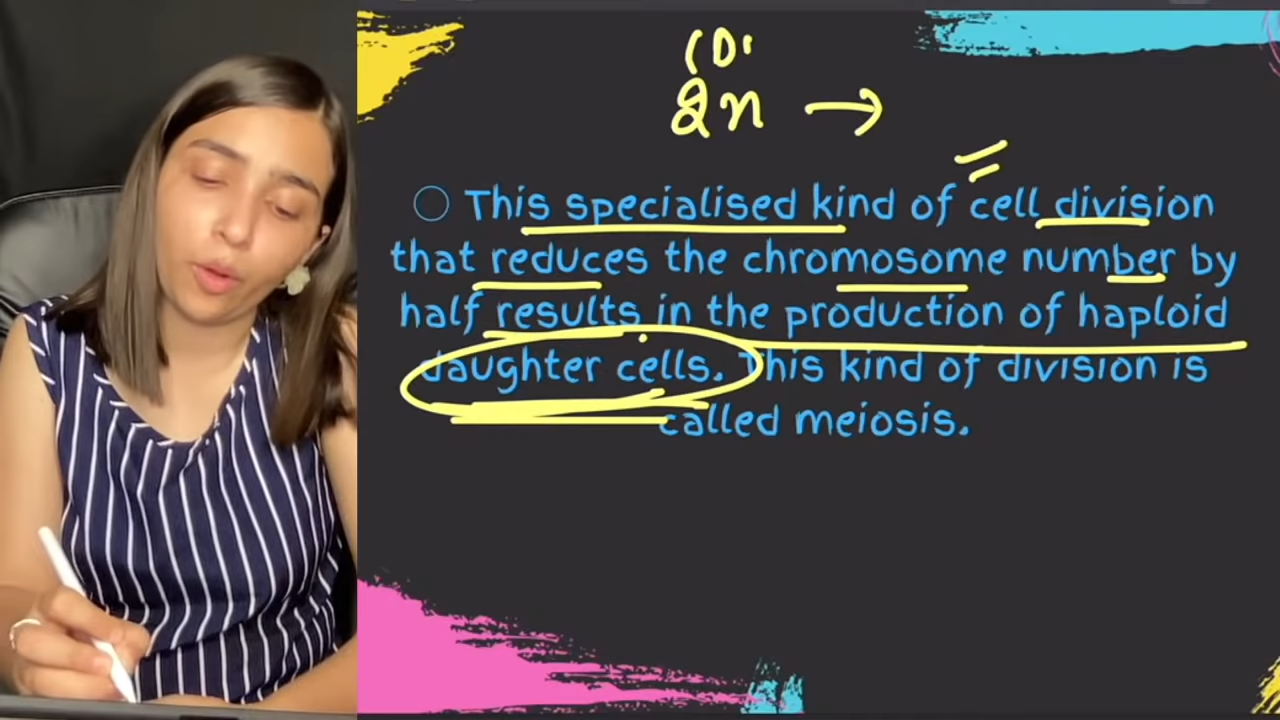 (D'
2n →
This specialised kind of cell division
that reduces the chromosome number by
half results in the production of haploid
daughter cells. This kind of division is
called meiosis.